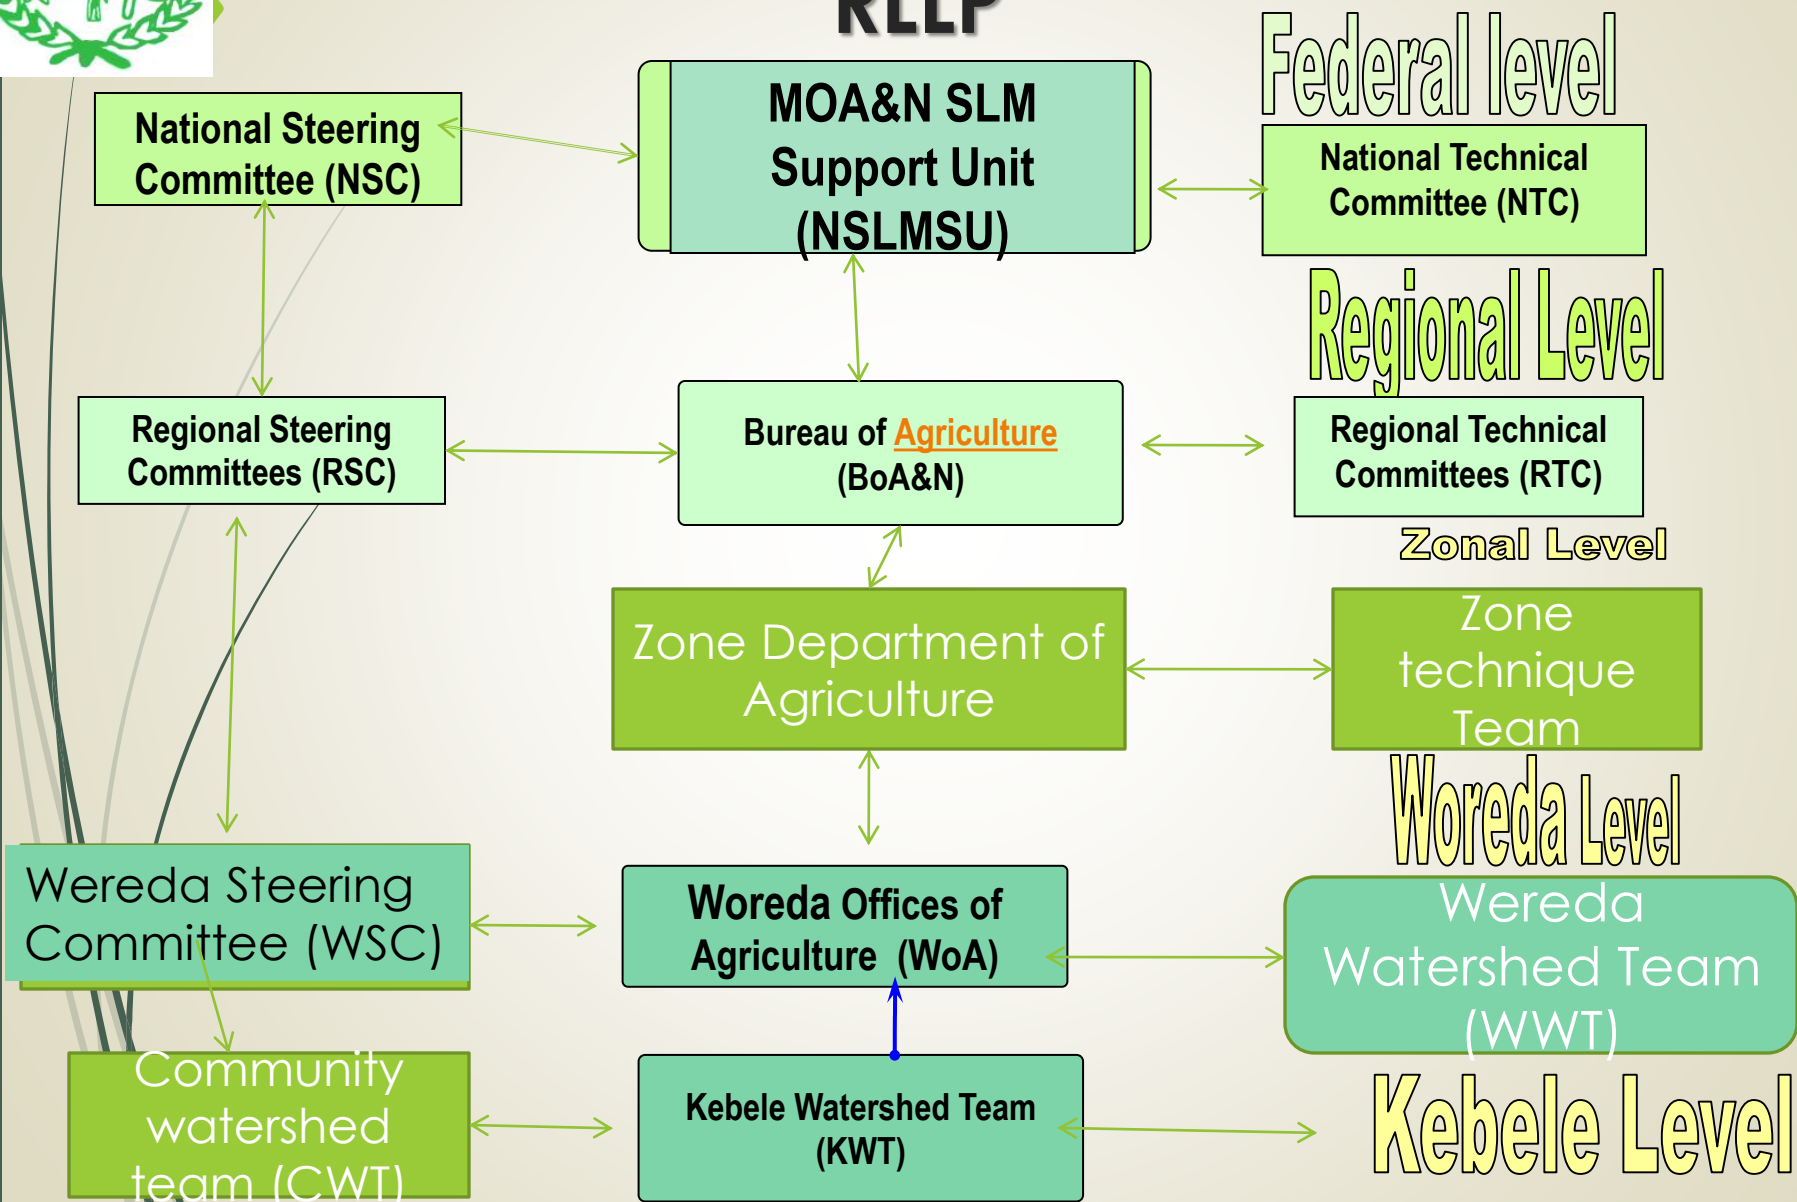 RLLP
Federal level
National Steering
Committee (NSC)
MOA&N SLM
Support Unit
(NSLMSU)
National Technical
Committee (NTC)
Regional Level
Regional Steering
Committees (RSC)
Bureau of Agriculture
(BoA&N)
Regional Technical
Committees (RTC)
Zonal Level
Zone Department of
Agriculture
Zone
technique
Team
Woreda Level
Wereda Steering
Committee (WSC)
Woreda Offices of
Agriculture (WoA)
Wereda
Watershed Team
(WWT)
Community
watershed
team (CWT)
Kebele Watershed Team
(KWT)
Kebele Level